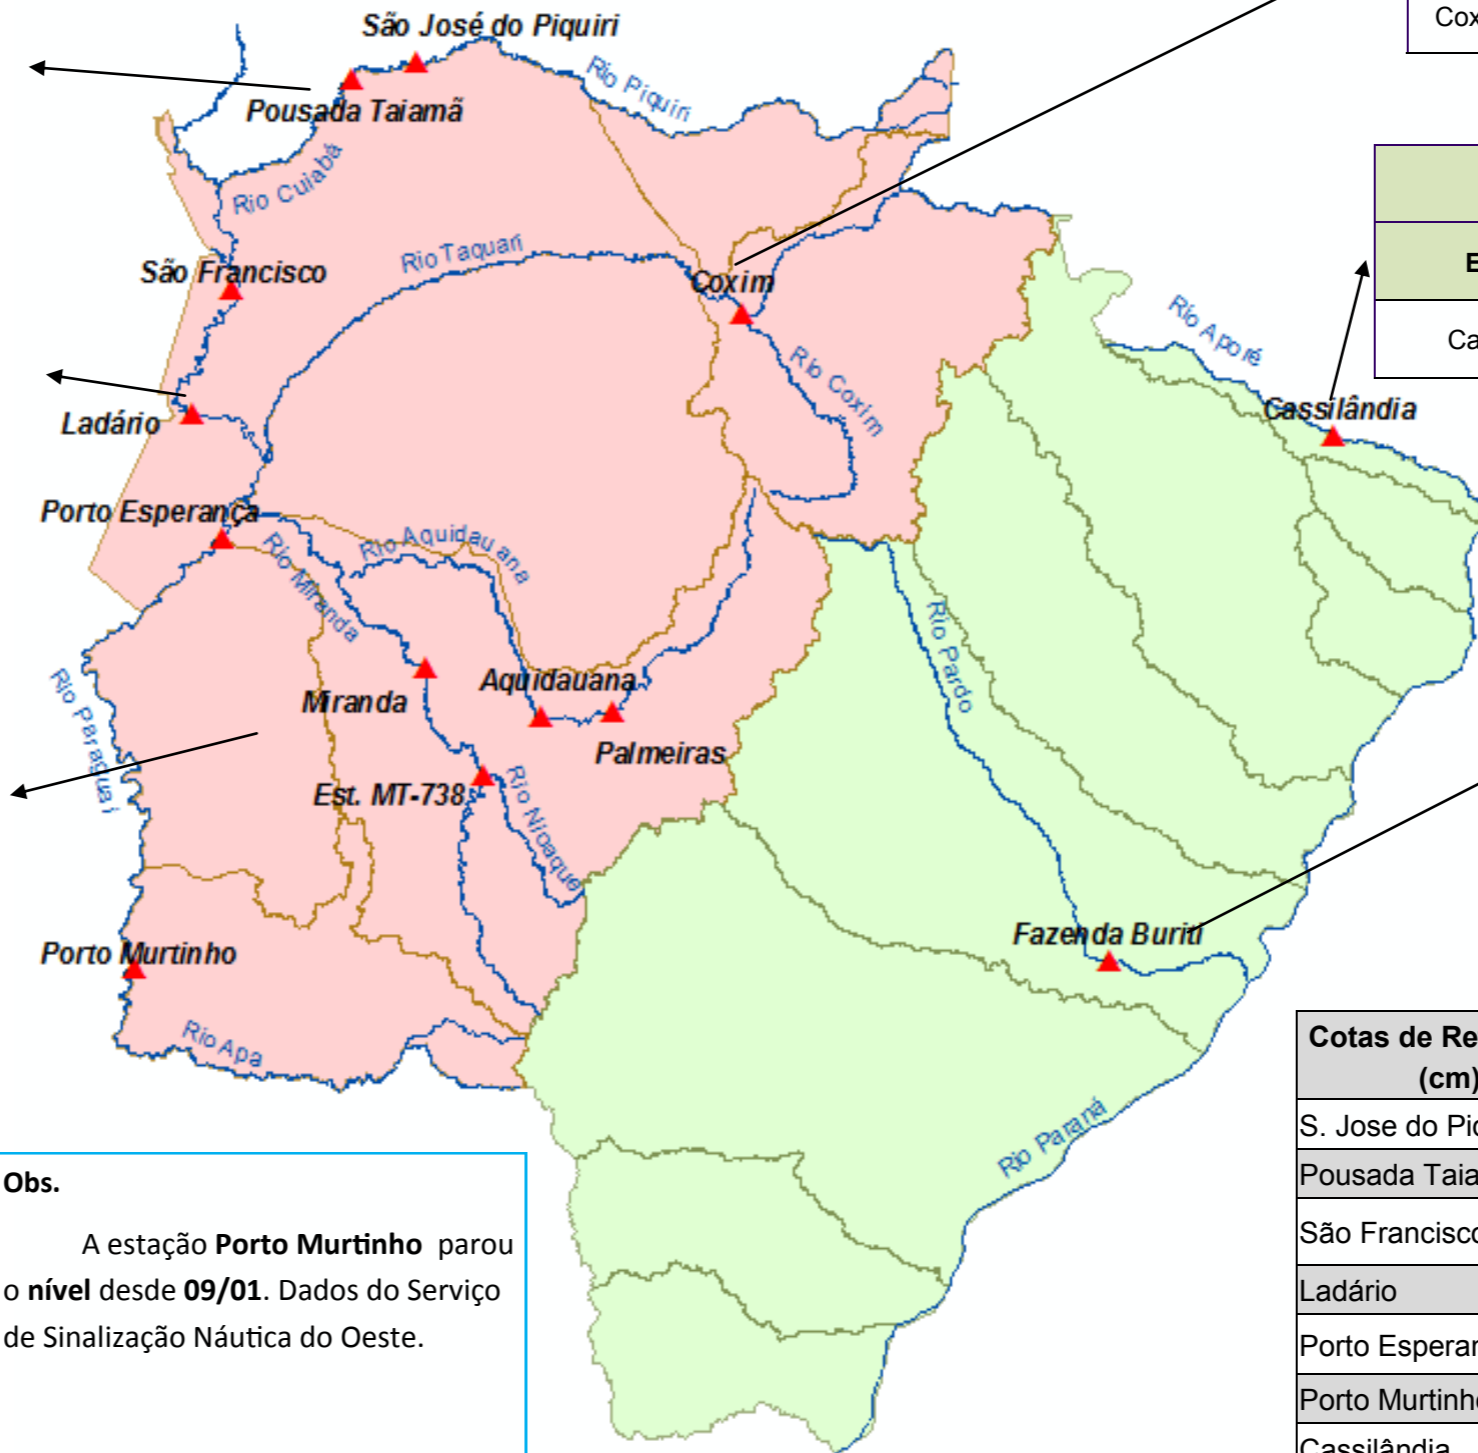 São José do Piquiri
Cox
Rio Piquiri
Pousada Taiamã
Rio Cuiabá
Rio Taquari
São Francisco
Coxim
E
Rio Aporé
Ca
Rio Coxim
Cassilândia
Ladário
Porto Esperança
Rio Aquidauana
Rio Miranda
Rio Pardo
Aquidauana
Rio Paraguai
Miranda
Palmeiras
Est. MT-738
Rio Nioaque
Fazenda Buriti
Porto Murtinho
Rio Apa
Rio Paraná
Cotas de Re
(cm)
S. Jose do Pi
Pousada Taia
São Francisco
Ladário
Porto Espera
Porto Murtinh
Cassilândia
Obs.
A estação Porto Murtinho parou
o nível desde 09/01. Dados do Serviço
de Sinalização Náutica do Oeste.